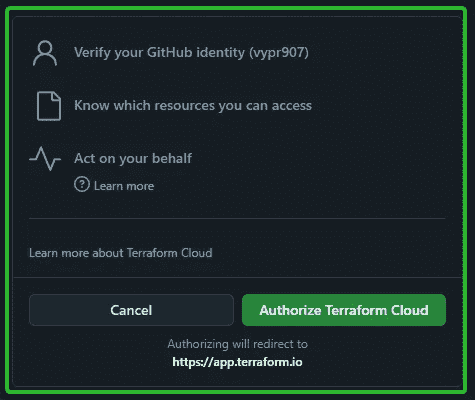 Verify your GitHub identity (vypr907)
Know which resources you can access
Act on your behalf
Learn more
Learn more about Terraform Cloud
Cancel
Authorize Terraform Cloud
Authorizing will redirect to
https://app.terraform.io